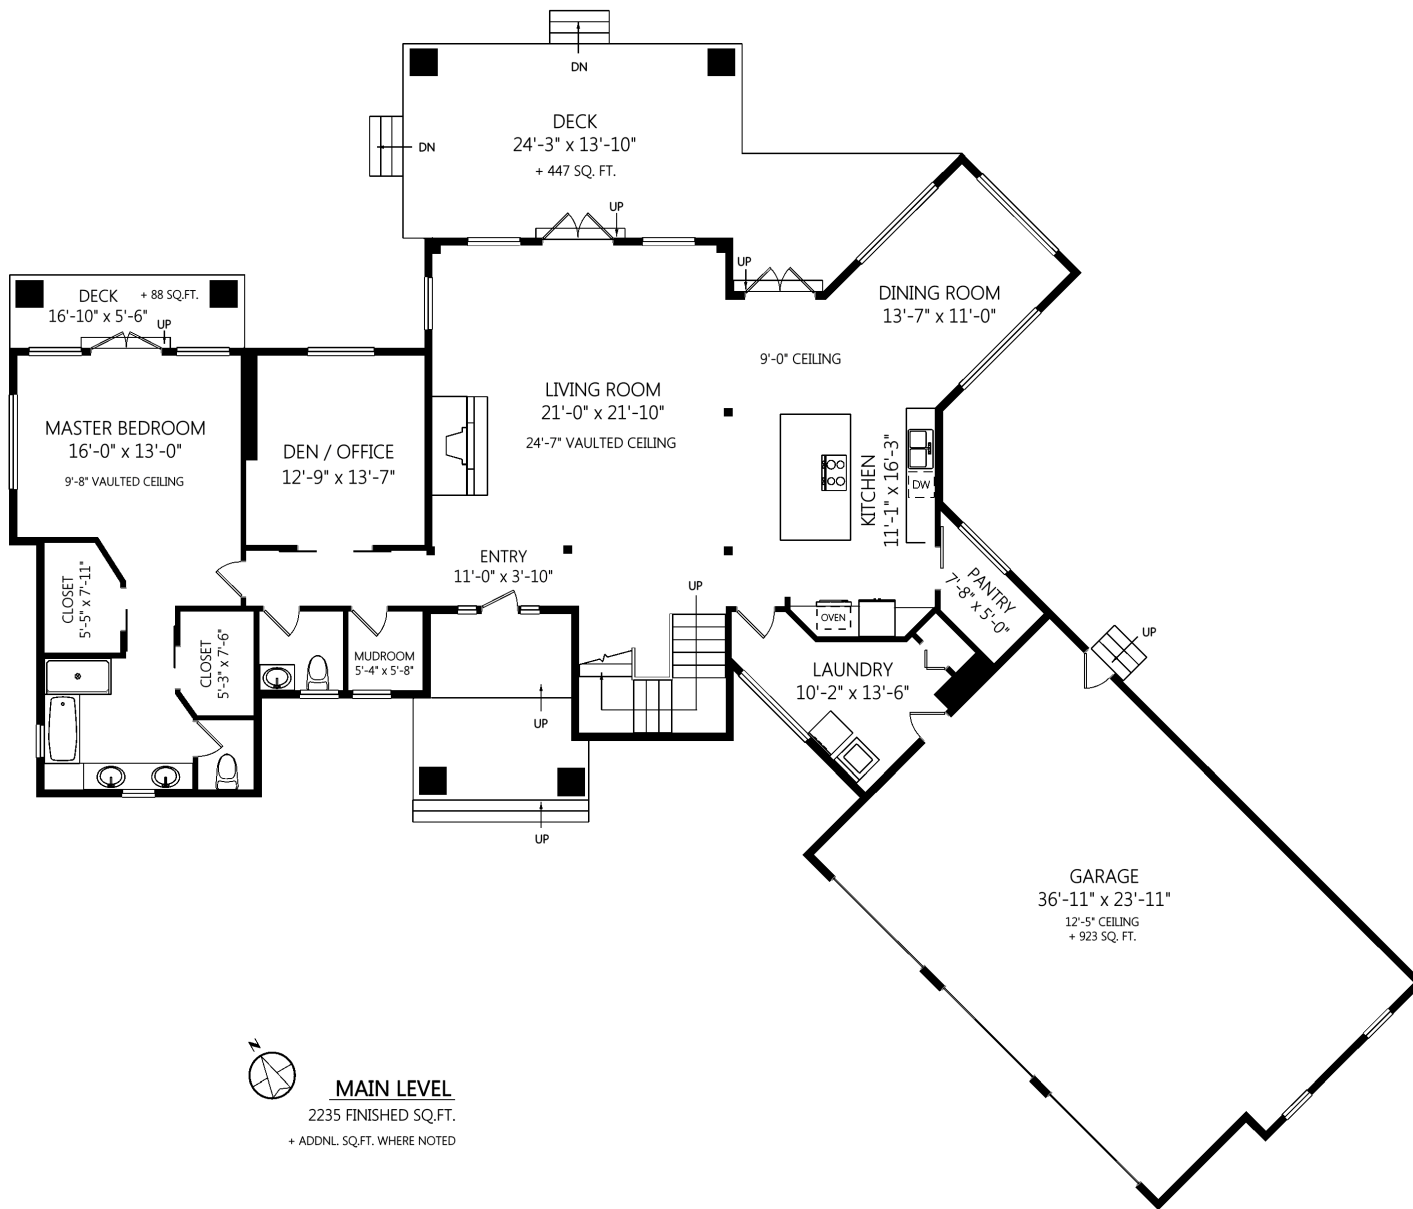 DN
DN
DECK
24'-3" x 13'-10"
+ 447 SQ. FT.
UP
UP
DECK
+ 88 SQ.FT.
16'-10" x 5'-6"
UP
DINING ROOM
13'-7" x 11'-0"
9'-0" CEILING
LIVING ROOM
21'-0" x 21'-10"
24'-7" VAULTED CEILING
MASTER BEDROOM
16'-0" x 13'-0"
9'-8" VAULTED CEILING
DEN / OFFICE
12'-9" x 13'-7"
KITCHEN
11'-1" x 16'-3"
DW
ENTRY
11'-0" x 3'-10"
PANTRY
7'-8" x 5'-0"
CLOSET
5'-5" x 7'-11"
UP
OVEN
UP
CLOSET
5'-3" x 7'-6"
MUDROOM
5'-4" x 5'-8"
LAUNDRY
10'-2" x 13'-6"
UP
UP
GARAGE
36'-11" x 23'-11"
12'-5" CEILING
+ 923 SQ. FT.
N
MAIN LEVEL
2235 FINISHED SQ.FT.
+ ADDNL. SQ.FT. WHERE NOTED